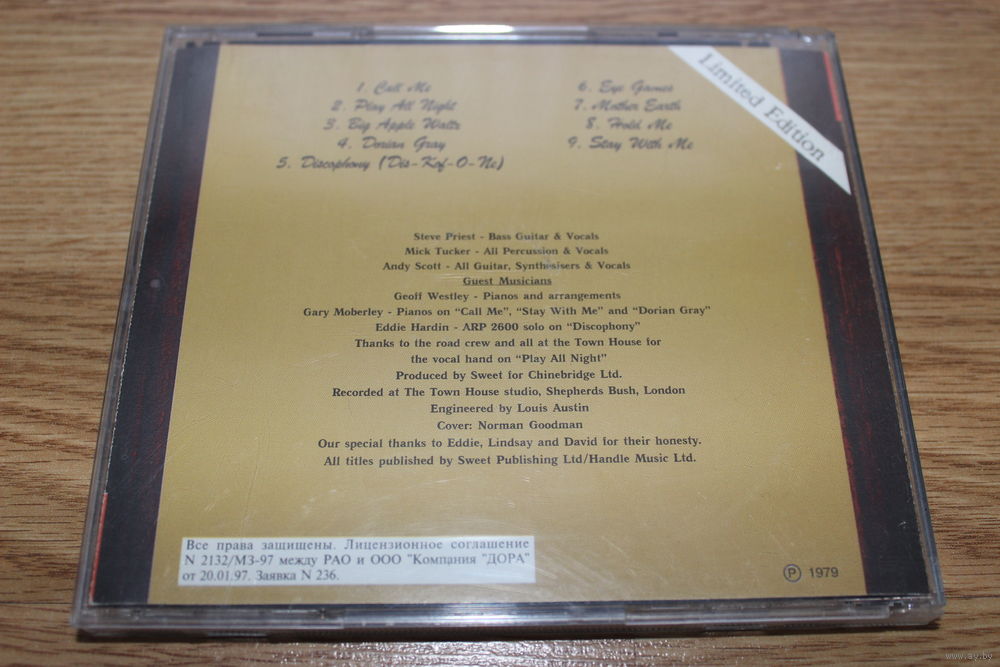 1. Call Me
2. Play All Night
3. Big Apple Waltz
4. Dorian Gray
5. Discophony (Dis-Kof-O-Ne)
6. Eye Games
7. Mother Earth
8. Hold Me
9. Stay With Me
Limited Edition
Steve Priest - Bass Guitar & Vocals
Mick Tucker - All Percussion & Vocals
Andy Scott - All Guitar, Synthesisers & Vocals
Guest Musicians
Geoff Westley - Pianos and arrangements
Gary Moberley - Pianos on "Call Me", "Stay With Me" and "Dorian Gray"
Eddie Hardin - ARP 2600 solo on "Discophony"
Thanks to the road crew and all at the Town House for
the vocal hand on "Play All Night"
Produced by Sweet for Chinebridge Ltd.
Recorded at The Town House studio, Shepherds Bush, London
Engineered by Louis Austin
Cover: Norman Goodman
Our special thanks to Eddie, Lindsay and David for their honesty.
All titles published by Sweet Publishing Ltd/Handle Music Ltd.
Все права защищены. Лицензионное соглашение
N 2132/МЗ-97 между РАО и ООО "Компания "ДОРА"
от 20.01.97. Заявка N 236.
℗ 1979
www.ay.by